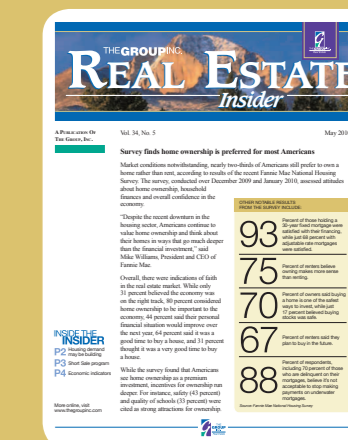 THE GROUP INC.
REAL ESTATE
Insider
A PUBLICATION OF
THE GROUP, INC.
Vol. 34, No. 5
May 201
Survey finds home ownership is preferred for most Americans
Market conditions notwithstanding, nearly two-thirds of Americans still prefer to own a
home rather than rent, according to results of the recent Fannie Mae National Housing
Survey. The survey, conducted over December 2009 and January 2010, assessed attitudes
about home ownership, household
finances and overall confidence in the
economy.
"Despite the recent downturn in the
housing sector, Americans continue to
value home ownership and think about
their homes in ways that go much deeper
than the financial investment," said
Mike Williams, President and CEO of
Fannie Mae.
Overall, there were indications of faith
in the real estate market. While only
31 percent believed the economy was
on the right track, 80 percent considered
home ownership to be important to the
economy, 44 percent said their personal
financial situation would improve over
the next year, 64 percent said it was a
good time to buy a house, and 31 percent
thought it was a very good time to buy
a house.
While the survey found that Americans
see home ownership as a premium
investment, incentives for ownership run
deeper. For instance, safety (43 percent)
and quality of schools (33 percent) were
cited as strong attractions for ownership.
OTHER NOTABLE RESULTS
FROM THE SURVEY INCLUDE:
93
Percent of those holding a
30-year fixed mortgage were
satisfied with their financing,
while just 68 percent with
adjustable rate mortgages
were satisfied.
75
Percent of renters believe
owning makes more sense
than renting.
70
Percent of owners said buying
a home is one of the safest
ways to invest, while just
17 percent believed buying
stocks was safe.
67
Percent of renters said they
plan to buy in the future.
88
Percent of respondents,
including 70 percent of those
who are delinquent on their
mortgages, believe it's not
acceptable to stop making
payments on underwater
mortgages.
Source: Fannie Mae National Housing Survey
INSIDE THE
INSIDER
P2 Housing demand
may be building
P3 Short Sale program
P4 Economic indicators
More online, visit
www.thegroupinc.com
THE
GROUP